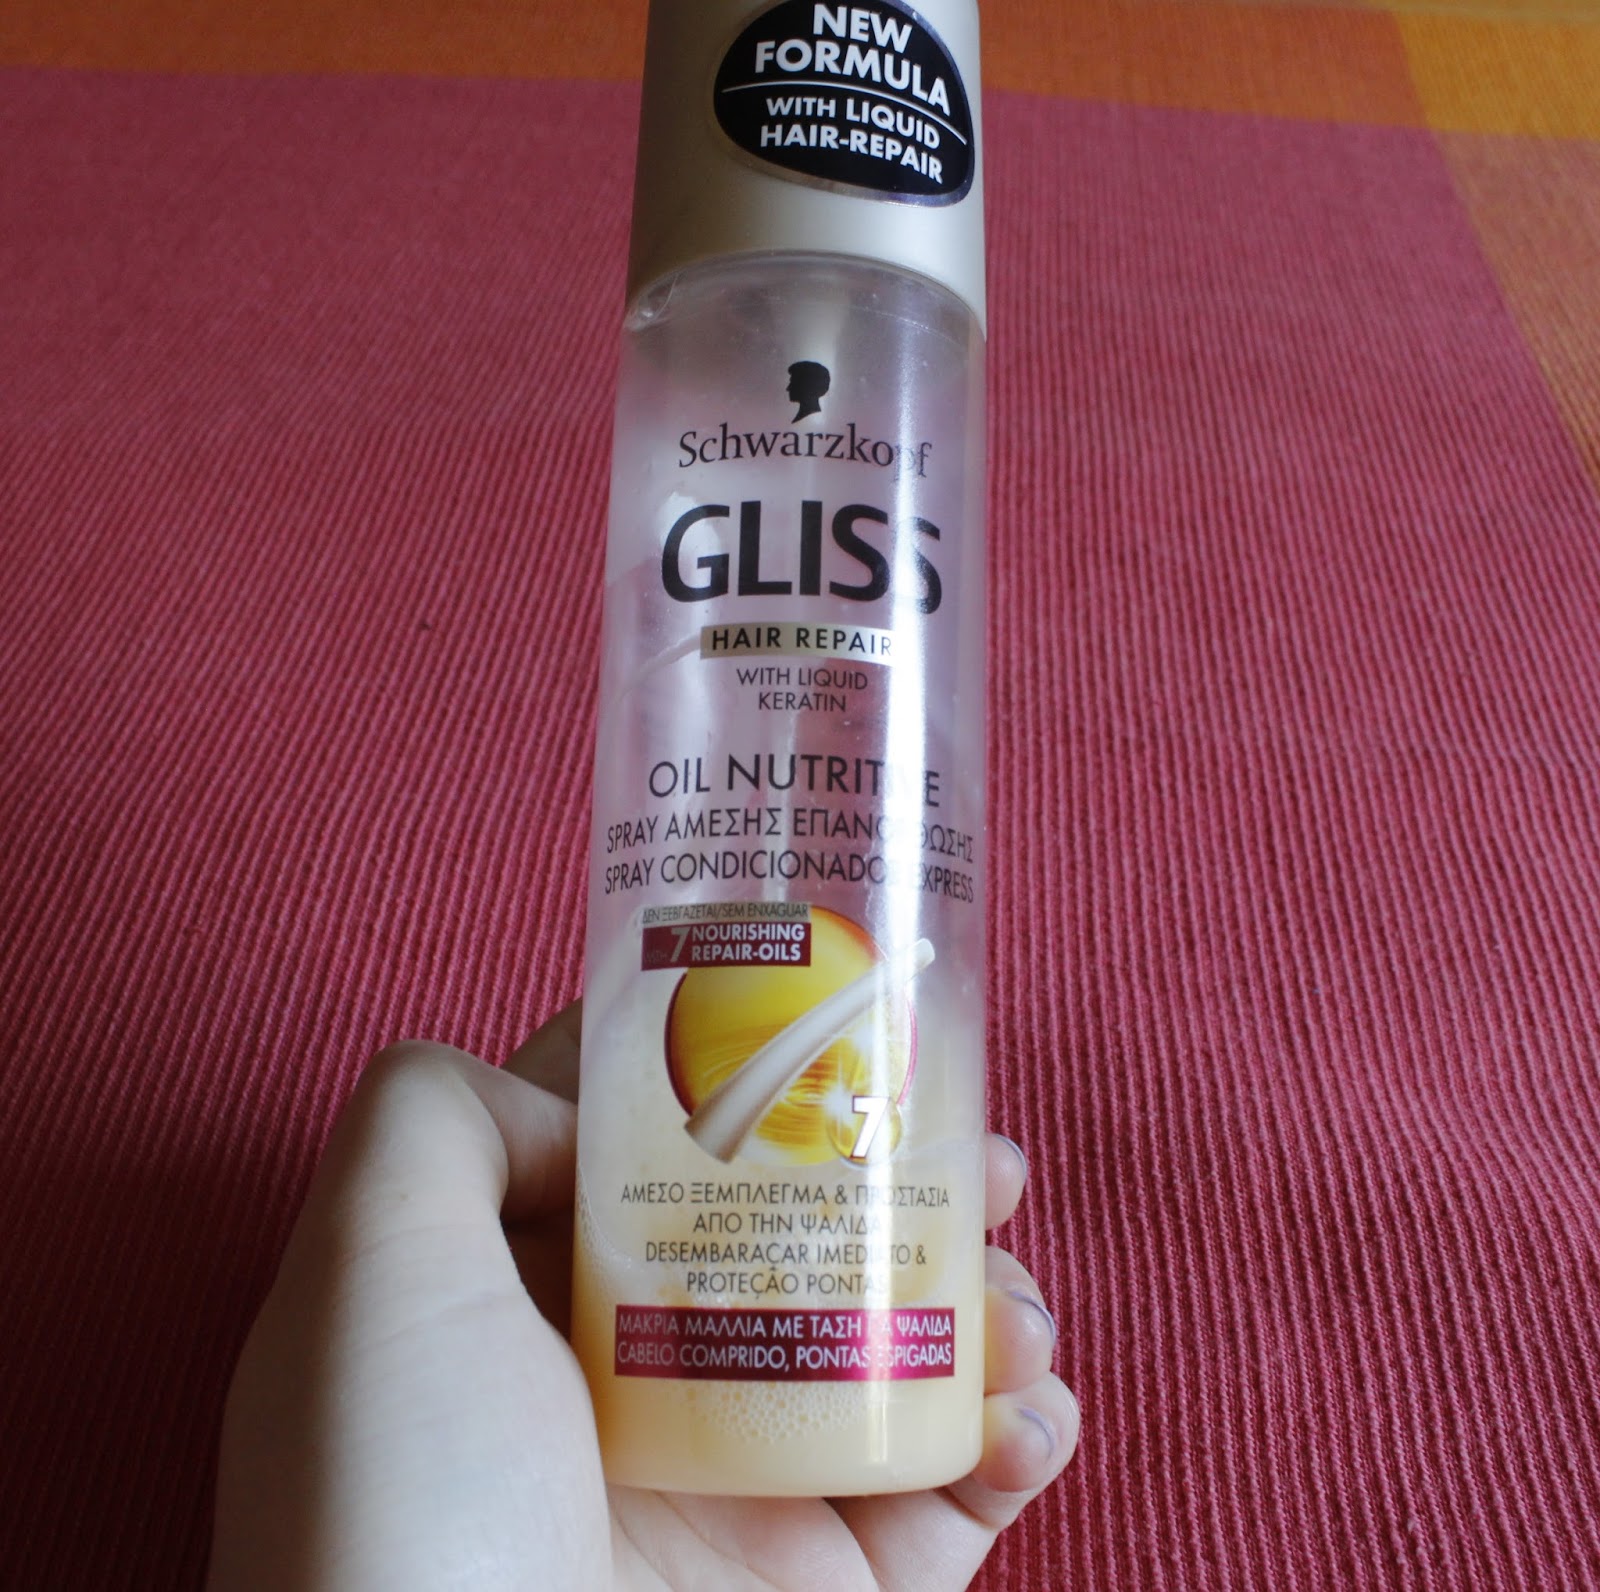 NEW
FORMULA
WITH LIQUID
HAIR-REPAIR
Schwarzkopf
GLISS
HAIR REPAIR
WITH LIQUID
KERATIN
OIL NUTRITIVE
SPRAY ΑΜΕΣΗΣ ΕΠΑΝΟΡΘΩΣΗΣ
SPRAY CONDICIONADOR EXPRESS
ΔΕΝ ΞΕΒΓΑΖΕΤΑΙ/SEM ENXAGUAR
WITH 7 NOURISHING
REPAIR-OILS
7
ΑΜΕΣΟ ΞΕΜΠΛΕΓΜΑ & ΠΡΟΣΤΑΣΙΑ
ΑΠΟ ΤΗΝ ΨΑΛΙΔΑ
DESEMBARAÇAR IMEDIATO &
PROTEÇÃO PONTAS
ΜΑΚΡΙΑ ΜΑΛΛΙΑ ΜΕ ΤΑΣΗ ΓΙΑ ΨΑΛΙΔΑ
CABELO COMPRIDO, PONTAS ESPIGADAS